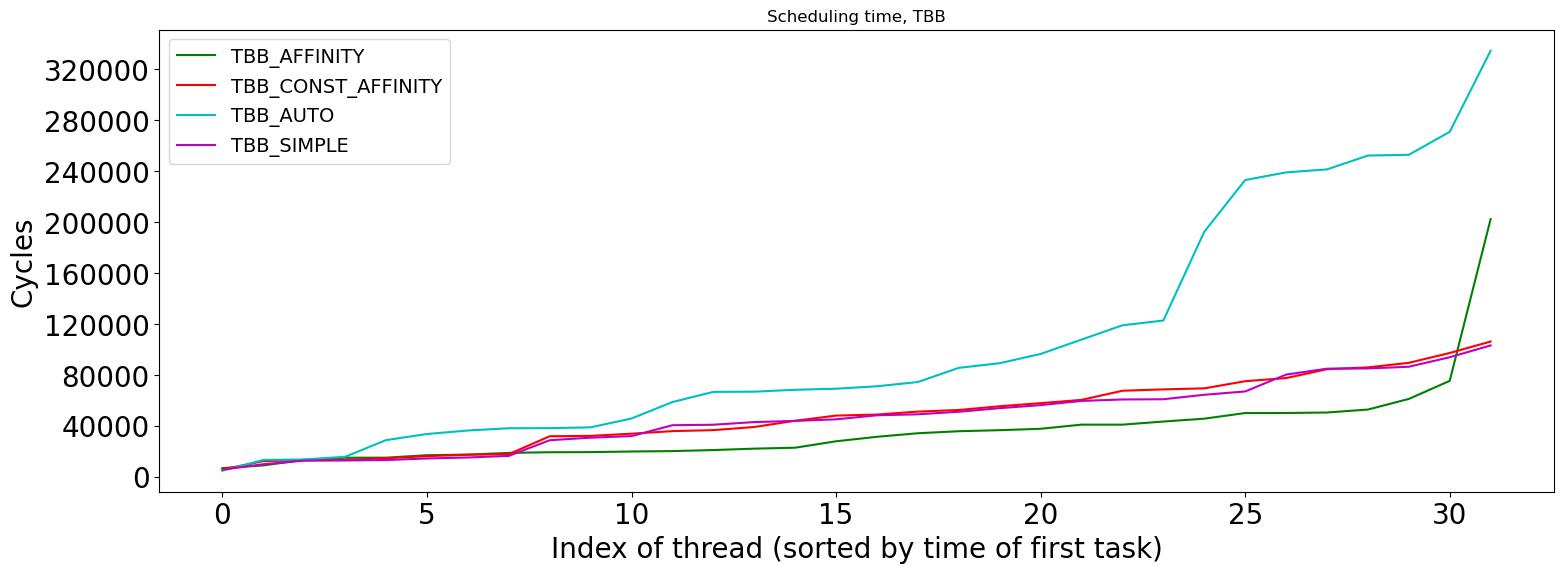 Scheduling time, TBB
TBB_AFFINITY
TBB_CONST_AFFINITY
TBB_AUTO
TBB_SIMPLE
Cycles
320000
280000
240000
200000
160000
120000
80000
40000
0
0 5 10 15 20 25 30
Index of thread (sorted by time of first task)